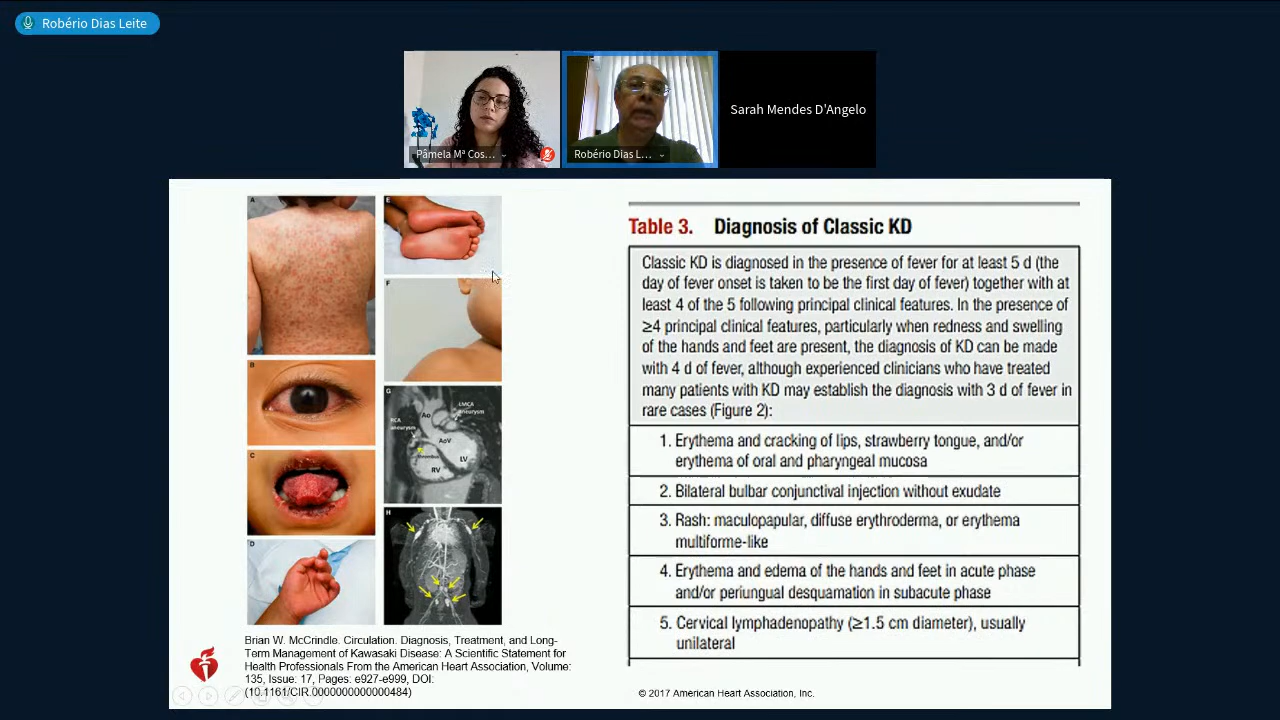 Robério Dias Leite
Pâmela Mª Cos...
Robério Dias L...
Sarah Mendes D'Angelo
A
B
C
D
E
F
G
LMCA
aneurysm
Ao
RCA
aneurysm
AoV
thrombus
LV
RV
H
Brian W. McCrindle. Circulation. Diagnosis, Treatment, and Long-
Term Management of Kawasaki Disease: A Scientific Statement for
Health Professionals From the American Heart Association, Volume:
135, Issue: 17, Pages: e927-e999, DOI:
(10.1161/CIR.0000000000000484)
Table 3. Diagnosis of Classic KD
Classic KD is diagnosed in the presence of fever for at least 5 d (the
day of fever onset is taken to be the first day of fever) together with at
least 4 of the 5 following principal clinical features. In the presence of
≥4 principal clinical features, particularly when redness and swelling
of the hands and feet are present, the diagnosis of KD can be made
with 4 d of fever, although experienced clinicians who have treated
many patients with KD may establish the diagnosis with 3 d of fever in
rare cases (Figure 2):
1. Erythema and cracking of lips, strawberry tongue, and/or
erythema of oral and pharyngeal mucosa
2. Bilateral bulbar conjunctival injection without exudate
3. Rash: maculopapular, diffuse erythroderma, or erythema
multiforme-like
4. Erythema and edema of the hands and feet in acute phase
and/or periungual desquamation in subacute phase
5. Cervical lymphadenopathy (≥1.5 cm diameter), usually
unilateral
© 2017 American Heart Association, Inc.